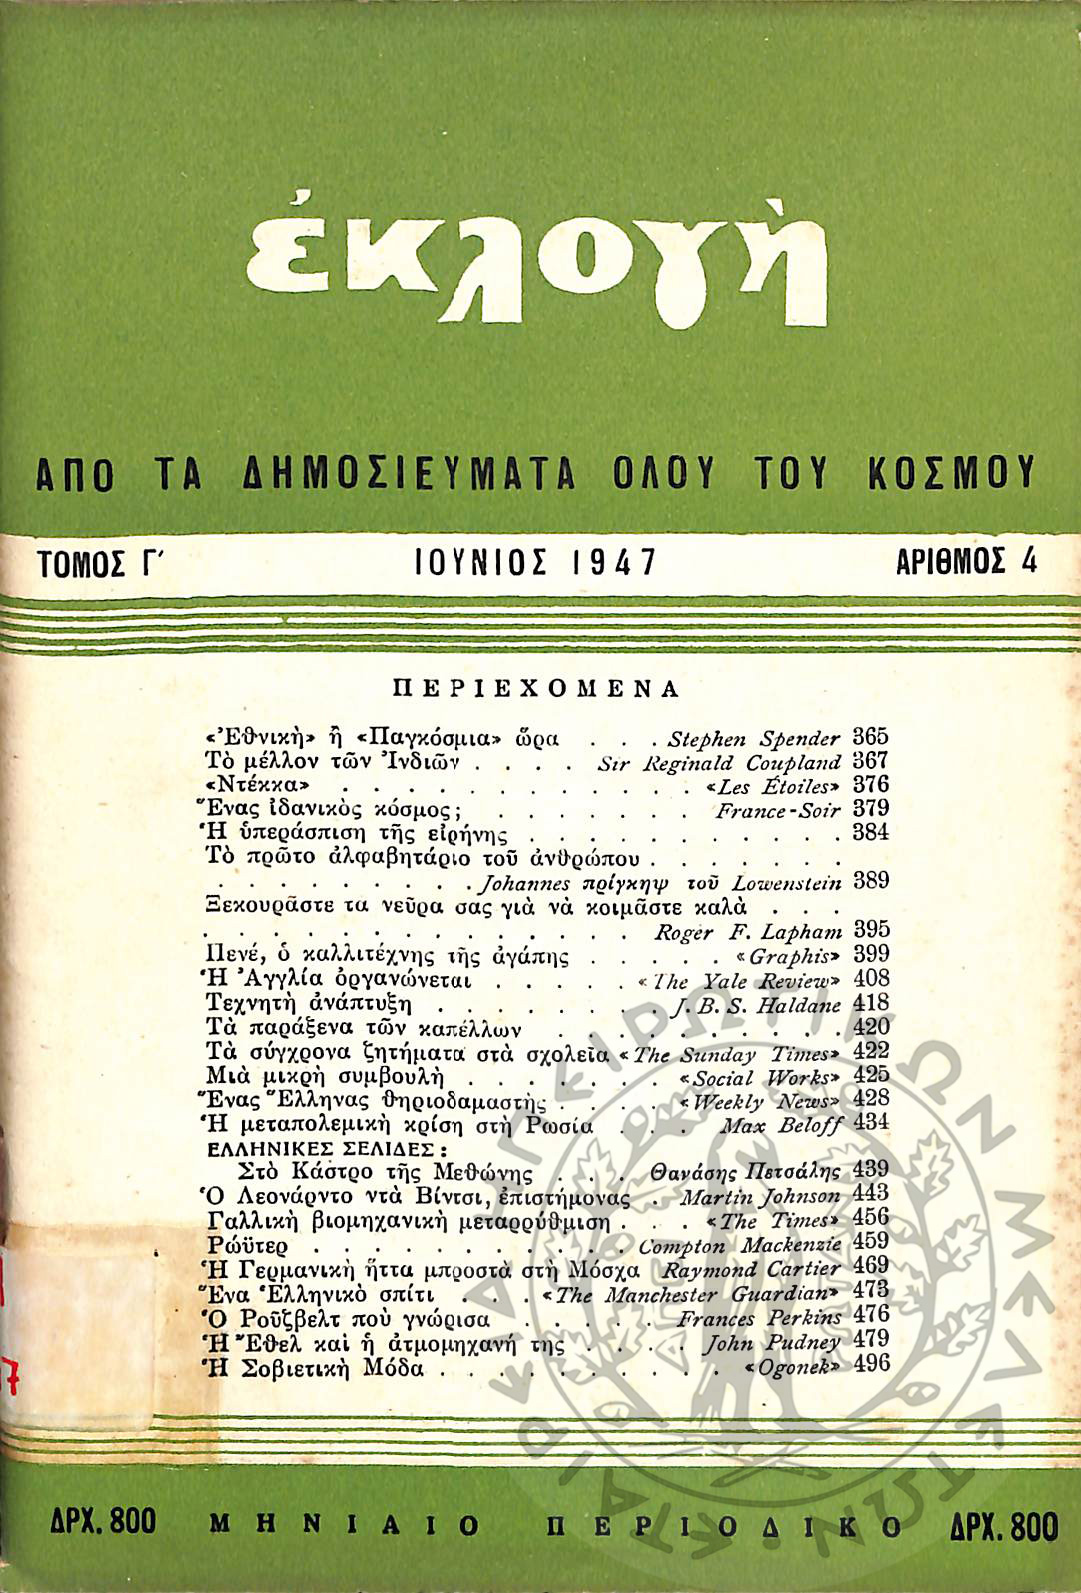 ἐκλογὴ
ΑΠΟ ΤΑ ΔΗΜΟΣΙΕΥΜΑΤΑ ΟΛΟΥ ΤΟΥ ΚΟΣΜΟΥ
ΤΟΜΟΣ Γ΄ ΙΟΥΝΙΟΣ 1947 ΑΡΙΘΜΟΣ 4
ΠΕΡΙΕΧΟΜΕΝΑ
«Ἐθνικὴ» ἢ «Παγκόσμια» ὥρα . . . Stephen Spender 365
Τὸ μέλλον τῶν Ἰνδιῶν . . . . Sir Reginald Coupland 367
«Ντέκκα» . . . . . . . . . . . . . «Les Étoiles» 376
Ἕνας ἰδανικὸς κόσμος; . . . . . . . France-Soir 379
Ἡ ὑπεράσπιση τῆς εἰρήνης . . . . . . . . . . . 384
Τὸ πρῶτο ἀλφαβητάριο τοῦ ἀνθρώπου . . . . . . .
. . . . . . . . . . Johannes πρίγκηψ τοῦ Lowenstein 389
Ξεκουρᾶστε τα νεῦρα σας γιὰ νὰ κοιμᾶστε καλὰ . . .
. . . . . . . . . . . . . . . . Roger F. Lapham 395
Πενέ, ὁ καλλιτέχνης τῆς ἀγάπης . . . . . «Graphis» 399
Ἡ Ἀγγλία ὀργανώνεται . . . . . «The Yale Review» 408
Τεχνητὴ ἀνάπτυξη . . . . . . . . J. B. S. Haldane 418
Τὰ παράξενα τῶν καπέλλων . . . . . . . . . . 420
Τὰ σύγχρονα ζητήματα στὰ σχολεῖα «The Sunday Times» 422
Μιὰ μικρὴ συμβουλὴ . . . . . . . «Social Works» 425
Ἕνας Ἕλληνας θηριοδαμαστὴς . . . . «Weekly News» 428
Ἡ μεταπολεμικὴ κρίση στὴ Ρωσία . . . Max Beloff 434
ΕΛΛΗΝΙΚΕΣ ΣΕΛΙΔΕΣ :
Στὸ Κάστρο τῆς Μεθώνης . . . Θανάσης Πετσάλης 439
Ὁ Λεονάρντο ντὰ Βίντσι, ἐπιστήμονας . Martin Johnson 443
Γαλλικὴ βιομηχανικὴ μεταρρύθμιση . . . «The Times» 456
Ρώϋτερ . . . . . . . . . . . Compton Mackenzie 459
Ἡ Γερμανικὴ ἥττα μπροστὰ στὴ Μόσχα Raymond Cartier 469
Ἕνα Ἑλληνικὸ σπίτι . . . «The Manchester Guardian» 473
Ὁ Ροῦζβελτ ποὺ γνώρισα . . . . . Frances Perkins 476
Ἡ Ἔθελ καὶ ἡ ἀτμομηχανή της . . . . John Pudney 479
Ἡ Σοβιετικὴ Μόδα . . . . . . . . . . «Ogonek» 496
7
ΔΡΧ. 800 ΜΗΝΙΑΙΟ ΠΕΡΙΟΔΙΚΟ ΔΡΧ. 800